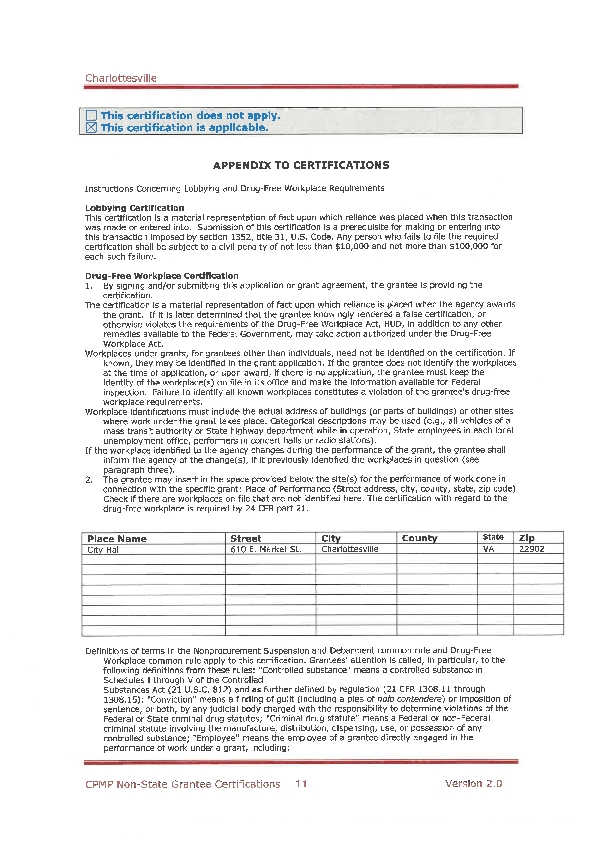 Charlottesville
☐ This certification does not apply.
☒ This certification is applicable.
APPENDIX TO CERTIFICATIONS
Instructions Concerning Lobbying and Drug-Free Workplace Requirements
Lobbying Certification
This certification is a material representation of fact upon which reliance was placed when this transaction
was made or entered into. Submission of this certification is a prerequisite for making or entering into
this transaction imposed by section 1352, title 31, U.S. Code. Any person who fails to file the required
certification shall be subject to a civil penalty of not less than $10,000 and not more than $100,000 for
each such failure.
Drug-Free Workplace Certification
1. By signing and/or submitting this application or grant agreement, the grantee is providing the
certification.
The certification is a material representation of fact upon which reliance is placed when the agency awards
the grant. If it is later determined that the grantee knowingly rendered a false certification, or
otherwise violates the requirements of the Drug-Free Workplace Act, HUD, in addition to any other
remedies available to the Federal Government, may take action authorized under the Drug-Free
Workplace Act.
Workplaces under grants, for grantees other than individuals, need not be identified on the certification. If
known, they may be identified in the grant application. If the grantee does not identify the workplaces
at the time of application, or upon award, if there is no application, the grantee must keep the
identity of the workplace(s) on file in its office and make the information available for Federal
inspection. Failure to identify all known workplaces constitutes a violation of the grantee's drug-free
workplace requirements.
Workplace identifications must include the actual address of buildings (or parts of buildings) or other sites
where work under the grant takes place. Categorical descriptions may be used (e.g., all vehicles of a
mass transit authority or State highway department while in operation, State employees in each local
unemployment office, performers in concert halls or radio stations).
If the workplace identified to the agency changes during the performance of the grant, the grantee shall
inform the agency of the change(s), if it previously identified the workplaces in question (see
paragraph three).
2. The grantee may insert in the space provided below the site(s) for the performance of work done in
connection with the specific grant: Place of Performance (Street address, city, county, state, zip code)
Check if there are workplaces on file that are not identified here. The certification with regard to the
drug-free workplace is required by 24 CFR part 21.
Place Name Street City County State Zip
City Hall 610 E. Market St. Charlottesville VA 22902
Definitions of terms in the Nonprocurement Suspension and Debarment common rule and Drug-Free
Workplace common rule apply to this certification. Grantees' attention is called, in particular, to the
following definitions from these rules: "Controlled substance" means a controlled substance in
Schedules I through V of the Controlled
Substances Act (21 U.S.C. 812) and as further defined by regulation (21 CFR 1308.11 through
1308.15); "Conviction" means a finding of guilt (including a plea of nolo contendere) or imposition of
sentence, or both, by any judicial body charged with the responsibility to determine violations of the
Federal or State criminal drug statutes; "Criminal drug statute" means a Federal or non-Federal
criminal statute involving the manufacture, distribution, dispensing, use, or possession of any
controlled substance; "Employee" means the employee of a grantee directly engaged in the
performance of work under a grant, including:
CPMP Non-State Grantee Certifications 11 Version 2.0